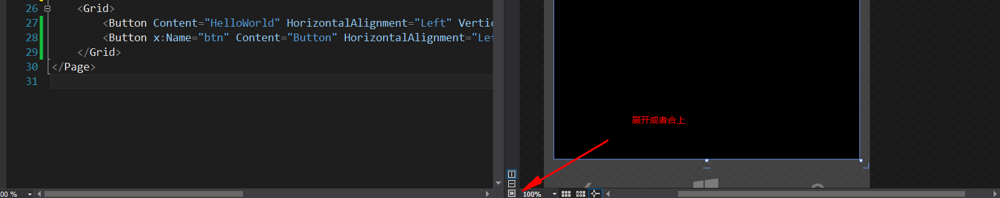 26 <Grid>
27 <Button Content="HelloWorld" HorizontalAlignment="Left" Vertic
28 <Button x:Name="btn" Content="Button" HorizontalAlignment="Lef
29 </Grid>
30 </Page>
31
展开或者合上
00 %
100%